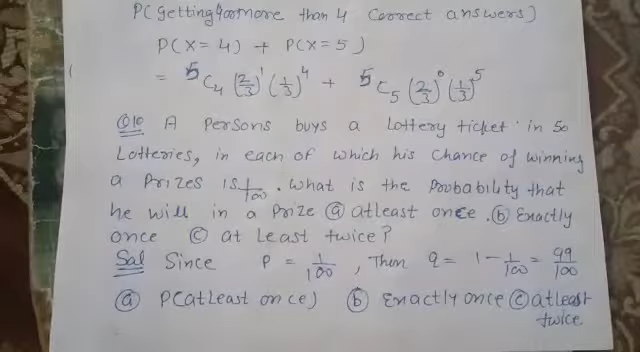 P(getting 4 or more than 4 correct answers)
P(X=4) + P(X=5)
= ⁵C₄ (2/3)¹ (1/3)⁴ + ⁵C₅ (2/3)⁰ (1/3)⁵
Q10 A Persons buys a Lottery ticket in 50
Lotteries, in each of which his chance of winning
a Prizes is 1/100. What is the Probability that
he will in a Prize (a) atleast once. (b) Exactly
once (c) at Least twice?
Sol Since P = 1/100, Then q = 1 - 1/100 = 99/100
(a) P(atLeast once) (b) Exactly once (c) atleast
twice